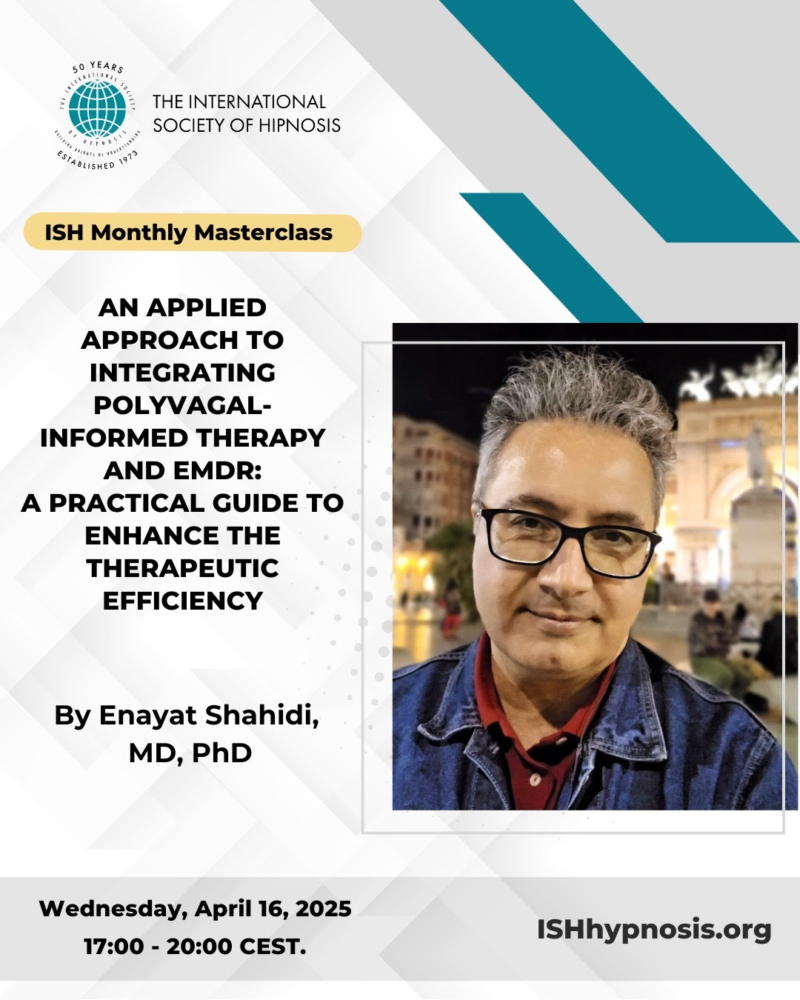 50 YEARS
THE INTERNATIONAL SOCIETY
OF HYPNOSIS
BUILDING BRIDGES OF UNDERSTANDING
ESTABLISHED 1973
THE INTERNATIONAL
SOCIETY OF HIPNOSIS
ISH Monthly Masterclass
AN APPLIED
APPROACH TO
INTEGRATING
POLYVAGAL-
INFORMED THERAPY
AND EMDR:
A PRACTICAL GUIDE TO
ENHANCE THE
THERAPEUTIC
EFFICIENCY
By Enayat Shahidi,
MD, PhD
Wednesday, April 16, 2025
17:00 - 20:00 CEST.
ISHhypnosis.org